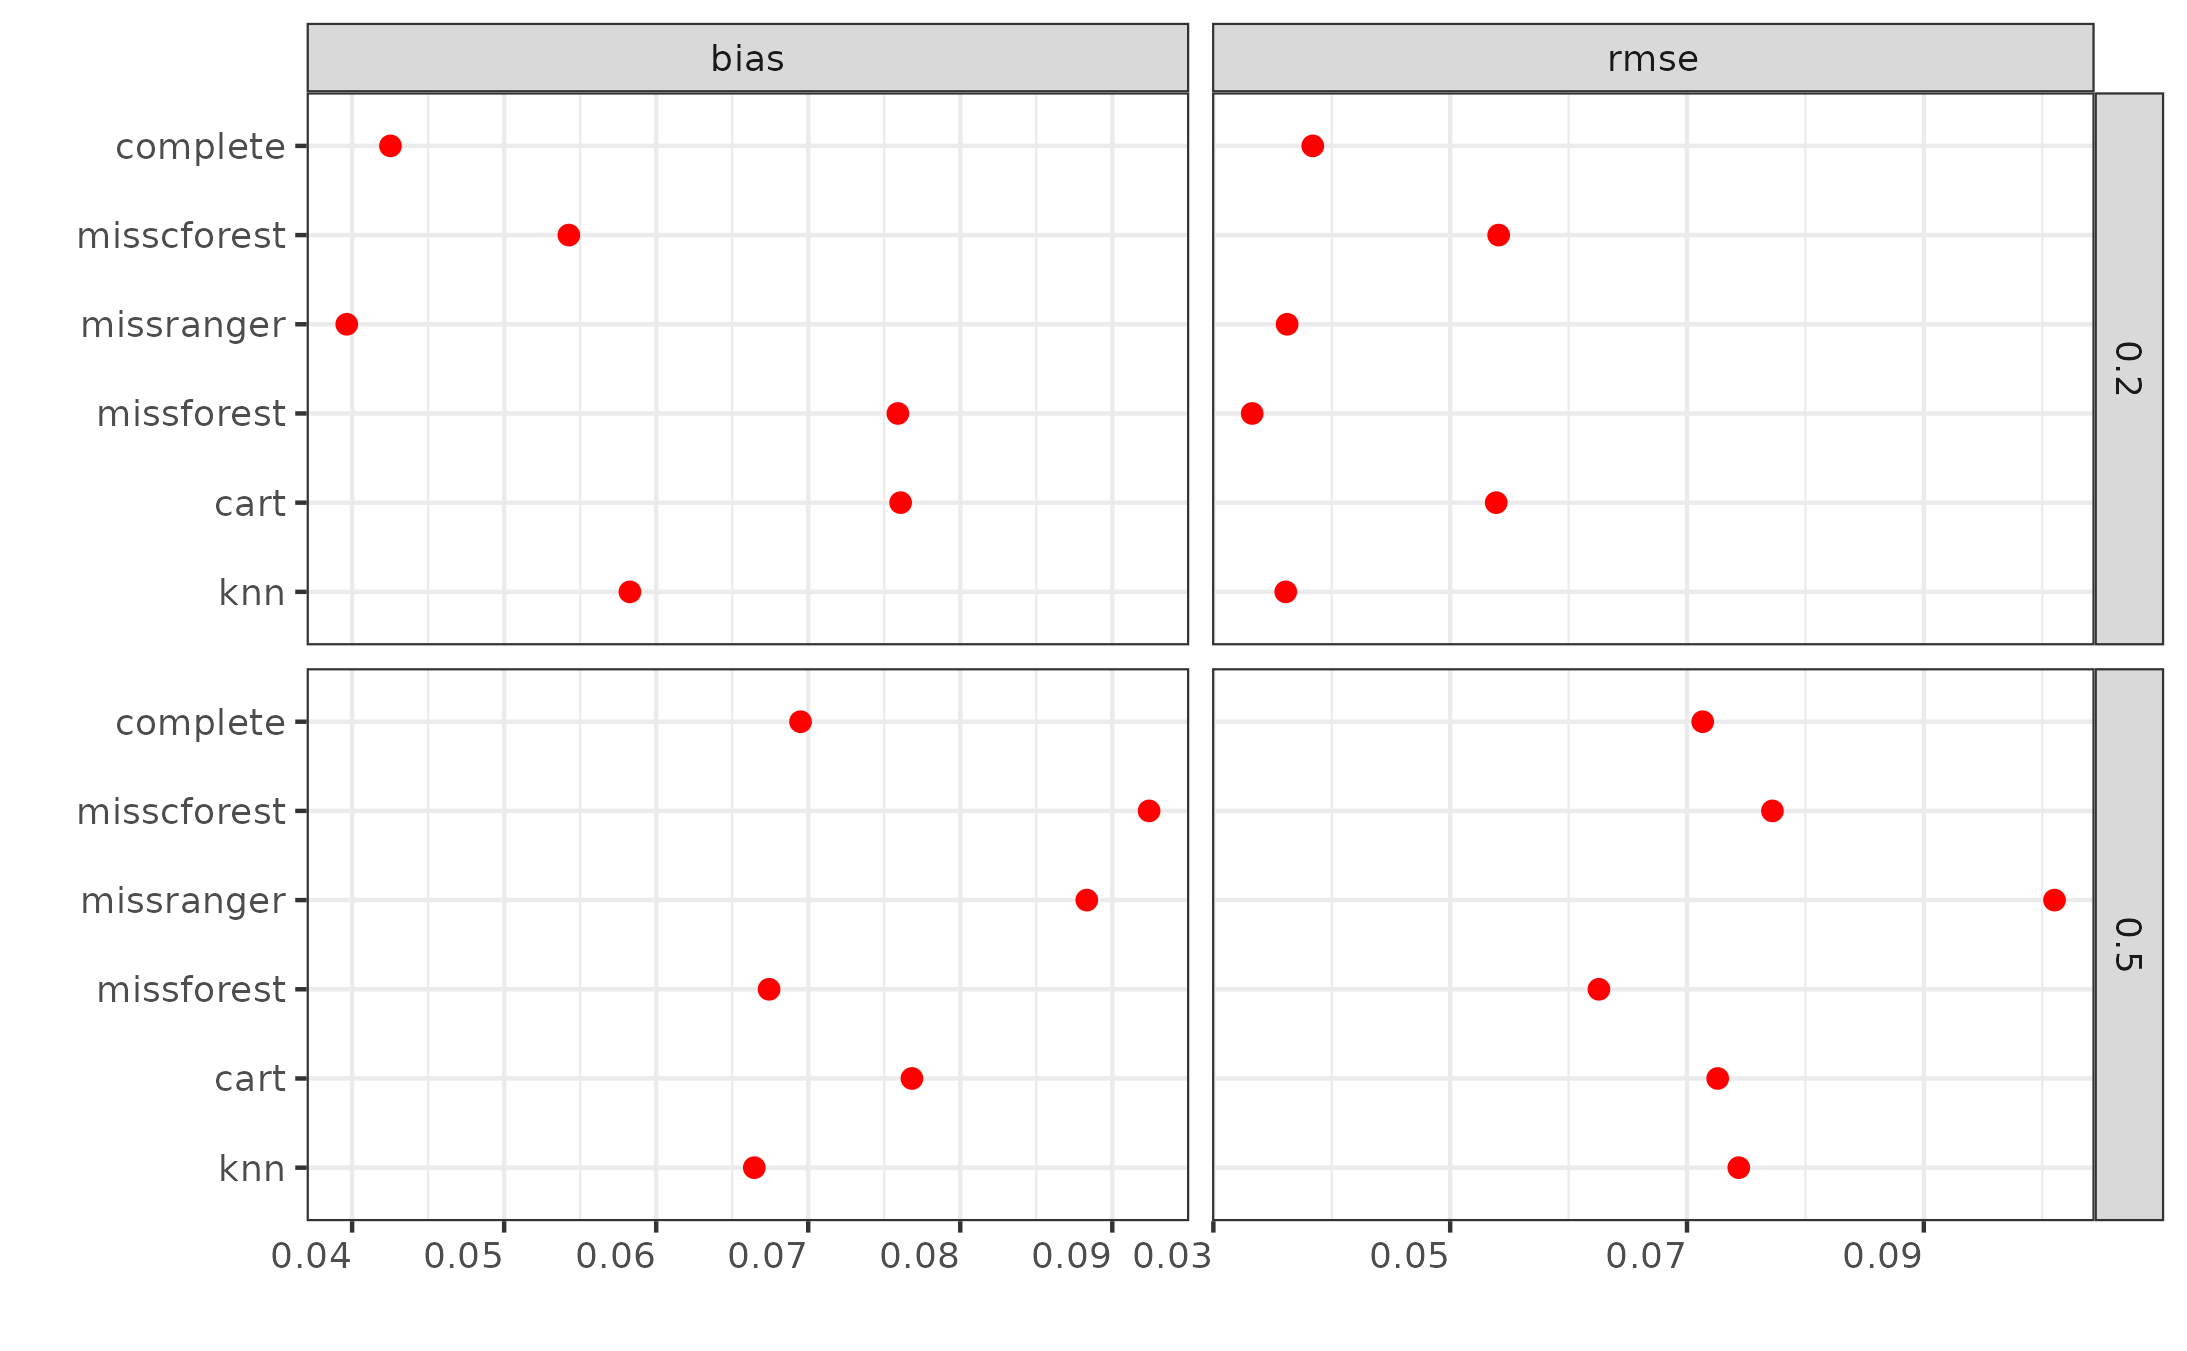 bias
rmse
complete
misscforest
missranger
missforest
cart
knn
0.2
complete
misscforest
missranger
missforest
cart
knn
0.5
0.04 0.05 0.06 0.07 0.08 0.09
0.03 0.05 0.07 0.09